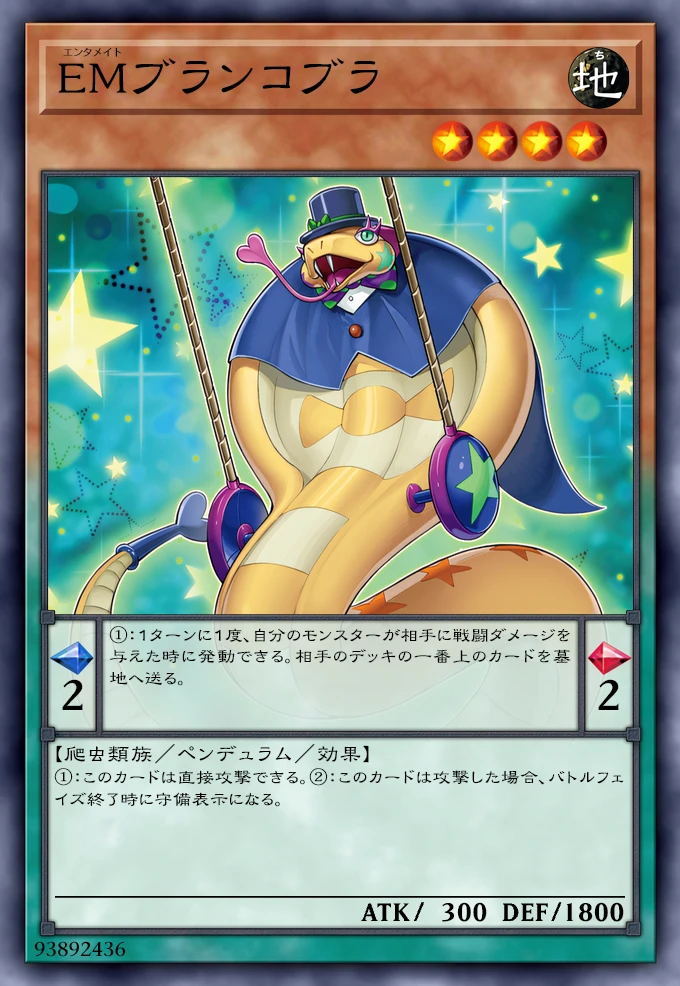 エンタメイト
EMブランコブラ
ち
地
①:1ターンに1度、自分のモンスターが相手に戦闘ダメージを
与えた時に発動できる。相手のデッキの一番上のカードを墓
地へ送る。
2
2
【爬虫類族／ペンデュラム／効果】
①:このカードは直接攻撃できる。②:このカードは攻撃した場合、バトルフェ
イズ終了時に守備表示になる。
ATK/ 300 DEF/1800
93892436